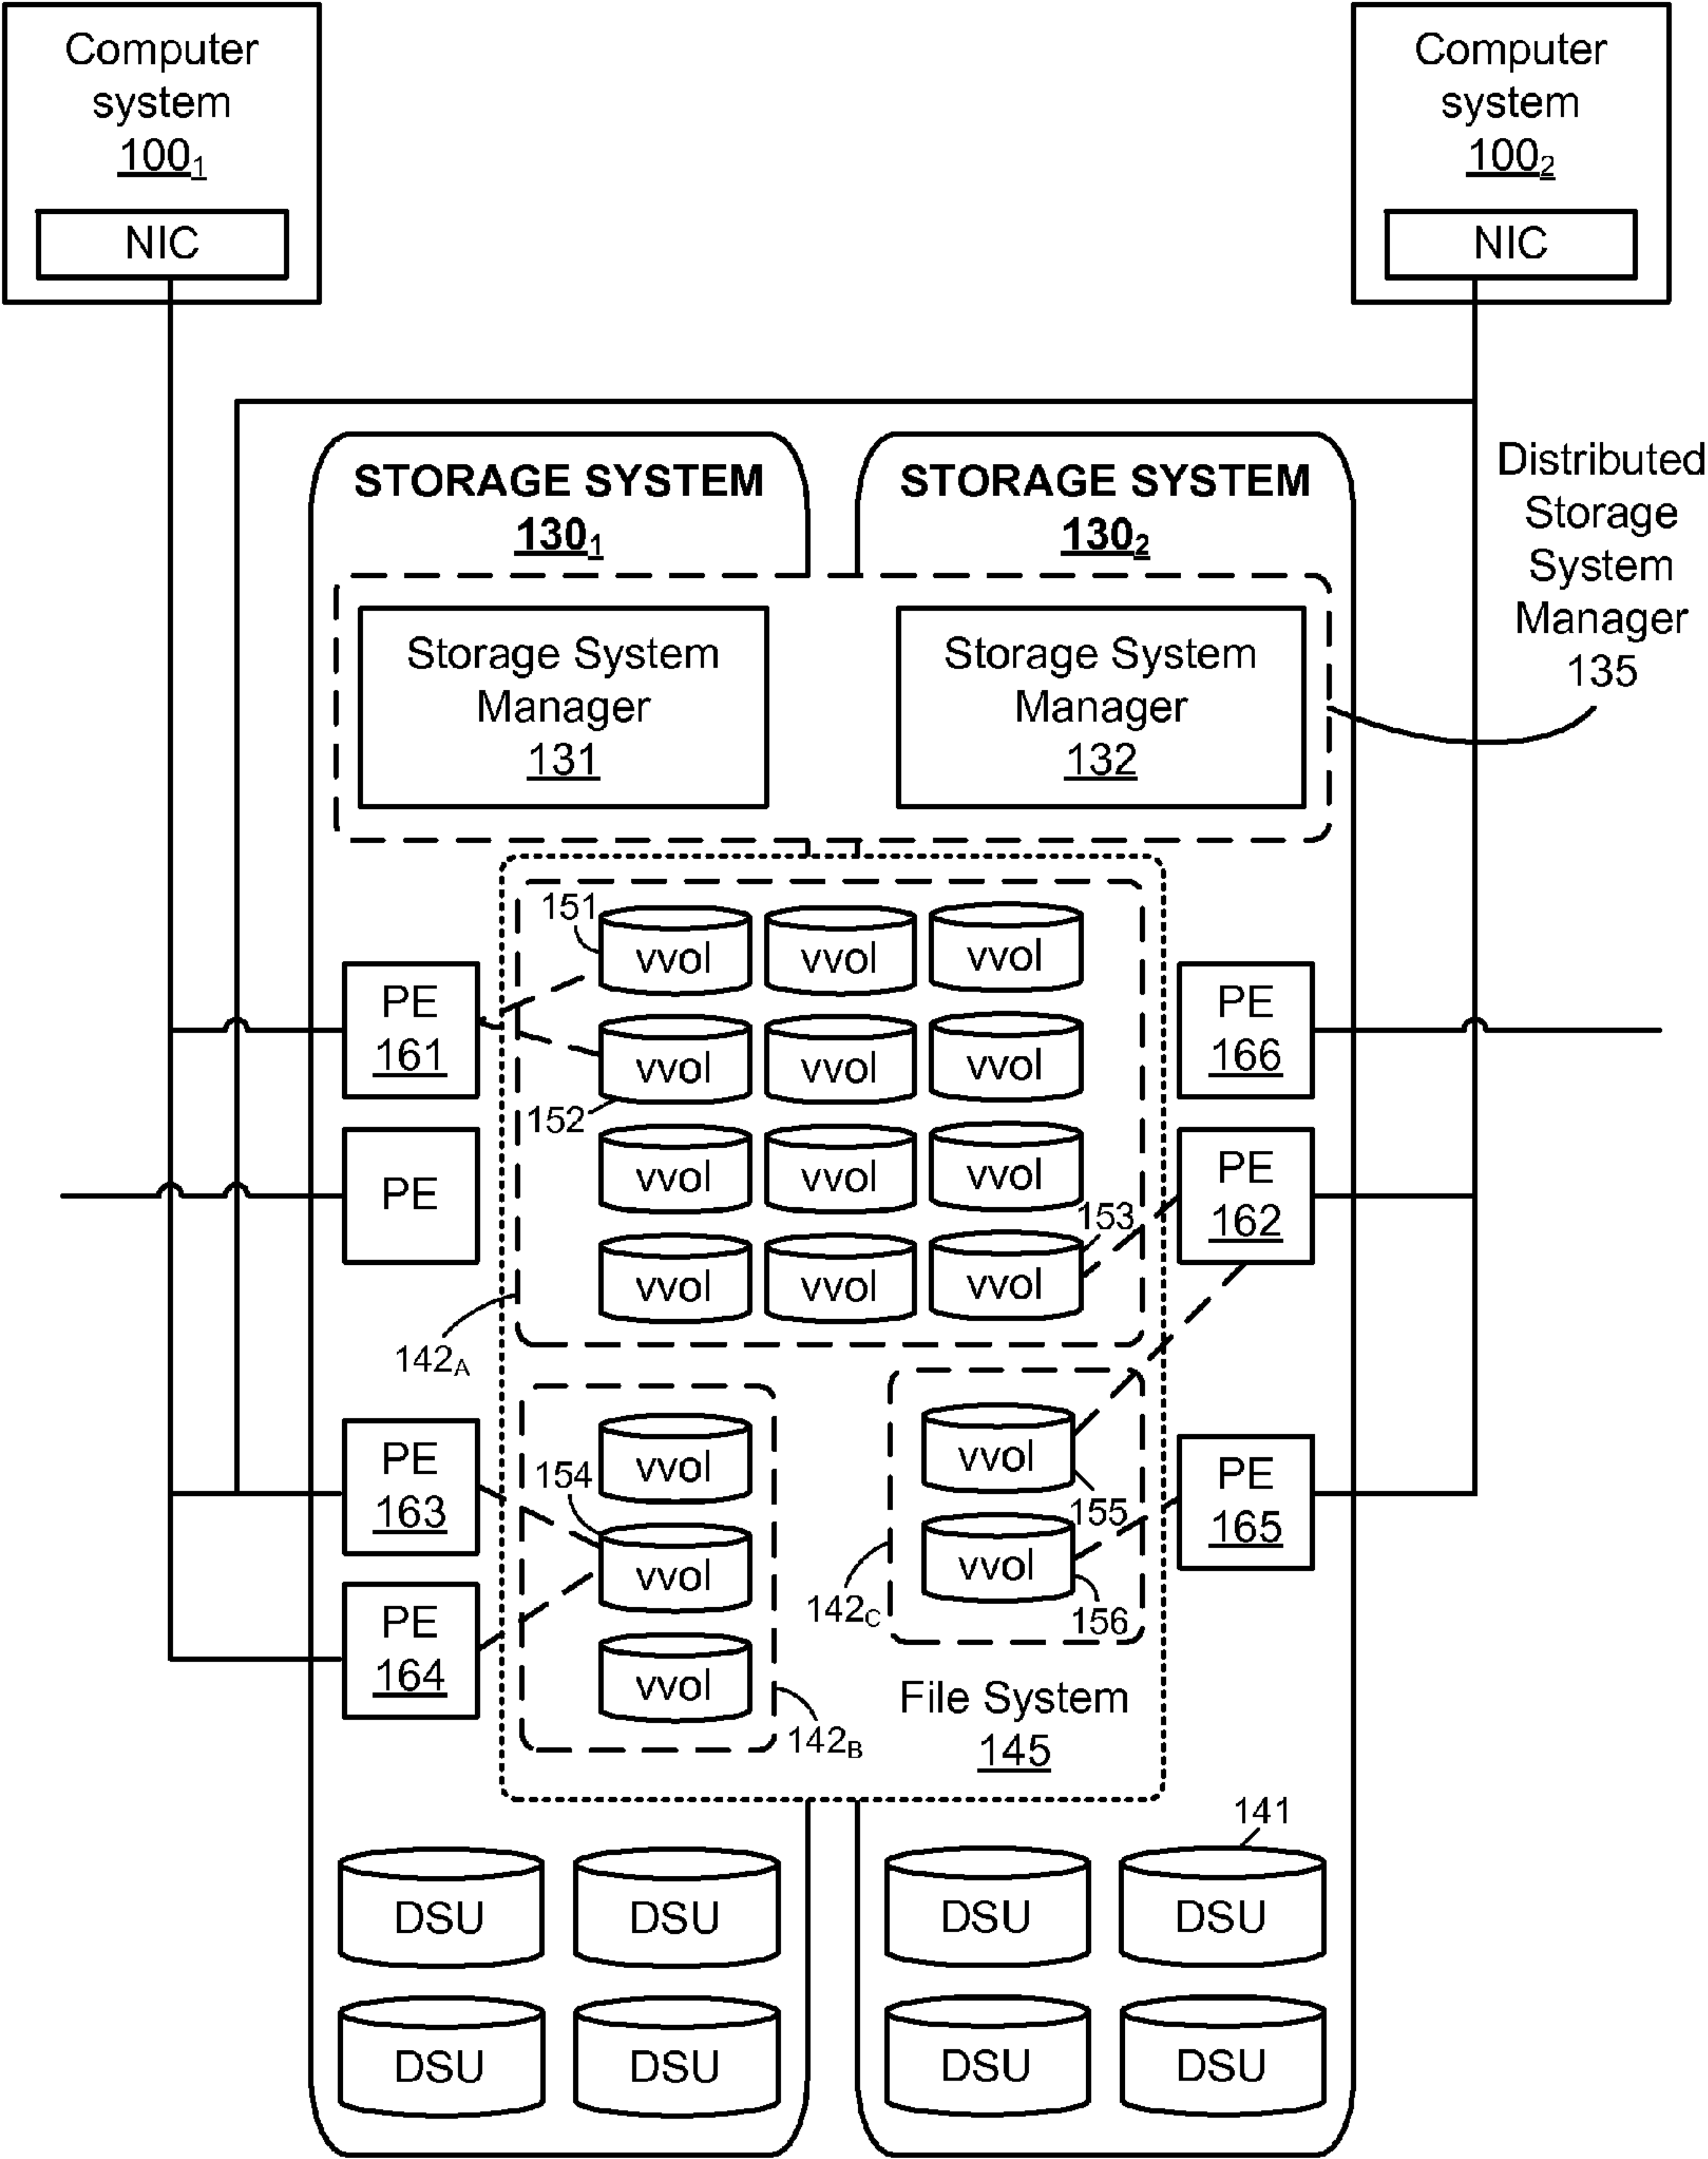 Computer
system
100₁
NIC
Computer
system
100₂
NIC
STORAGE SYSTEM
130₁
STORAGE SYSTEM
130₂
Distributed
Storage
System
Manager
135
Storage System
Manager
131
Storage System
Manager
132
151
vvol vvol vvol
PE
161
PE
166
vvol vvol vvol
152
PE
vvol vvol vvol
PE
162
153
vvol vvol vvol
142A
PE
163
vvol
154
vvol
PE
164
vvol
142B
vvol
155
vvol
156
142C
PE
165
File System
145
141
DSU DSU DSU DSU
DSU DSU DSU DSU